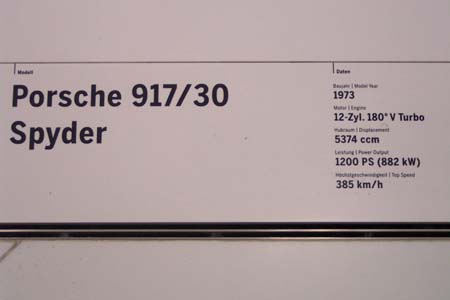 Modell
Porsche 917/30
Spyder
Daten
Baujahr | Model Year
1973
Motor | Engine
12-Zyl. 180° V Turbo
Hubraum | Displacement
5374 ccm
Leistung | Power Output
1200 PS (882 kW)
Höchstgeschwindigkeit | Top Speed
385 km/h